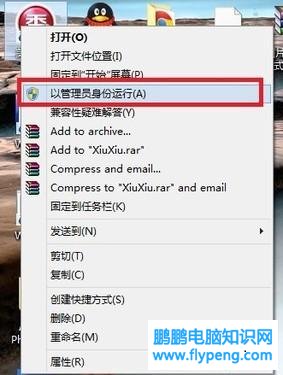 秀
打开(O)
打开文件位置(I)
固定到"开始"屏幕(P)
以管理员身份运行(A)
兼容性疑难解答(Y)
Add to archive...
Add to "XiuXiu.rar"
Compress and email...
Compress to "XiuXiu.rar" and email
固定到任务栏(K)
发送到(N)
剪切(T)
复制(C)
创建快捷方式(S)
删除(D)
重命名(M)
属性(R)
鹏鹏电脑知识网
www.flypeng.com